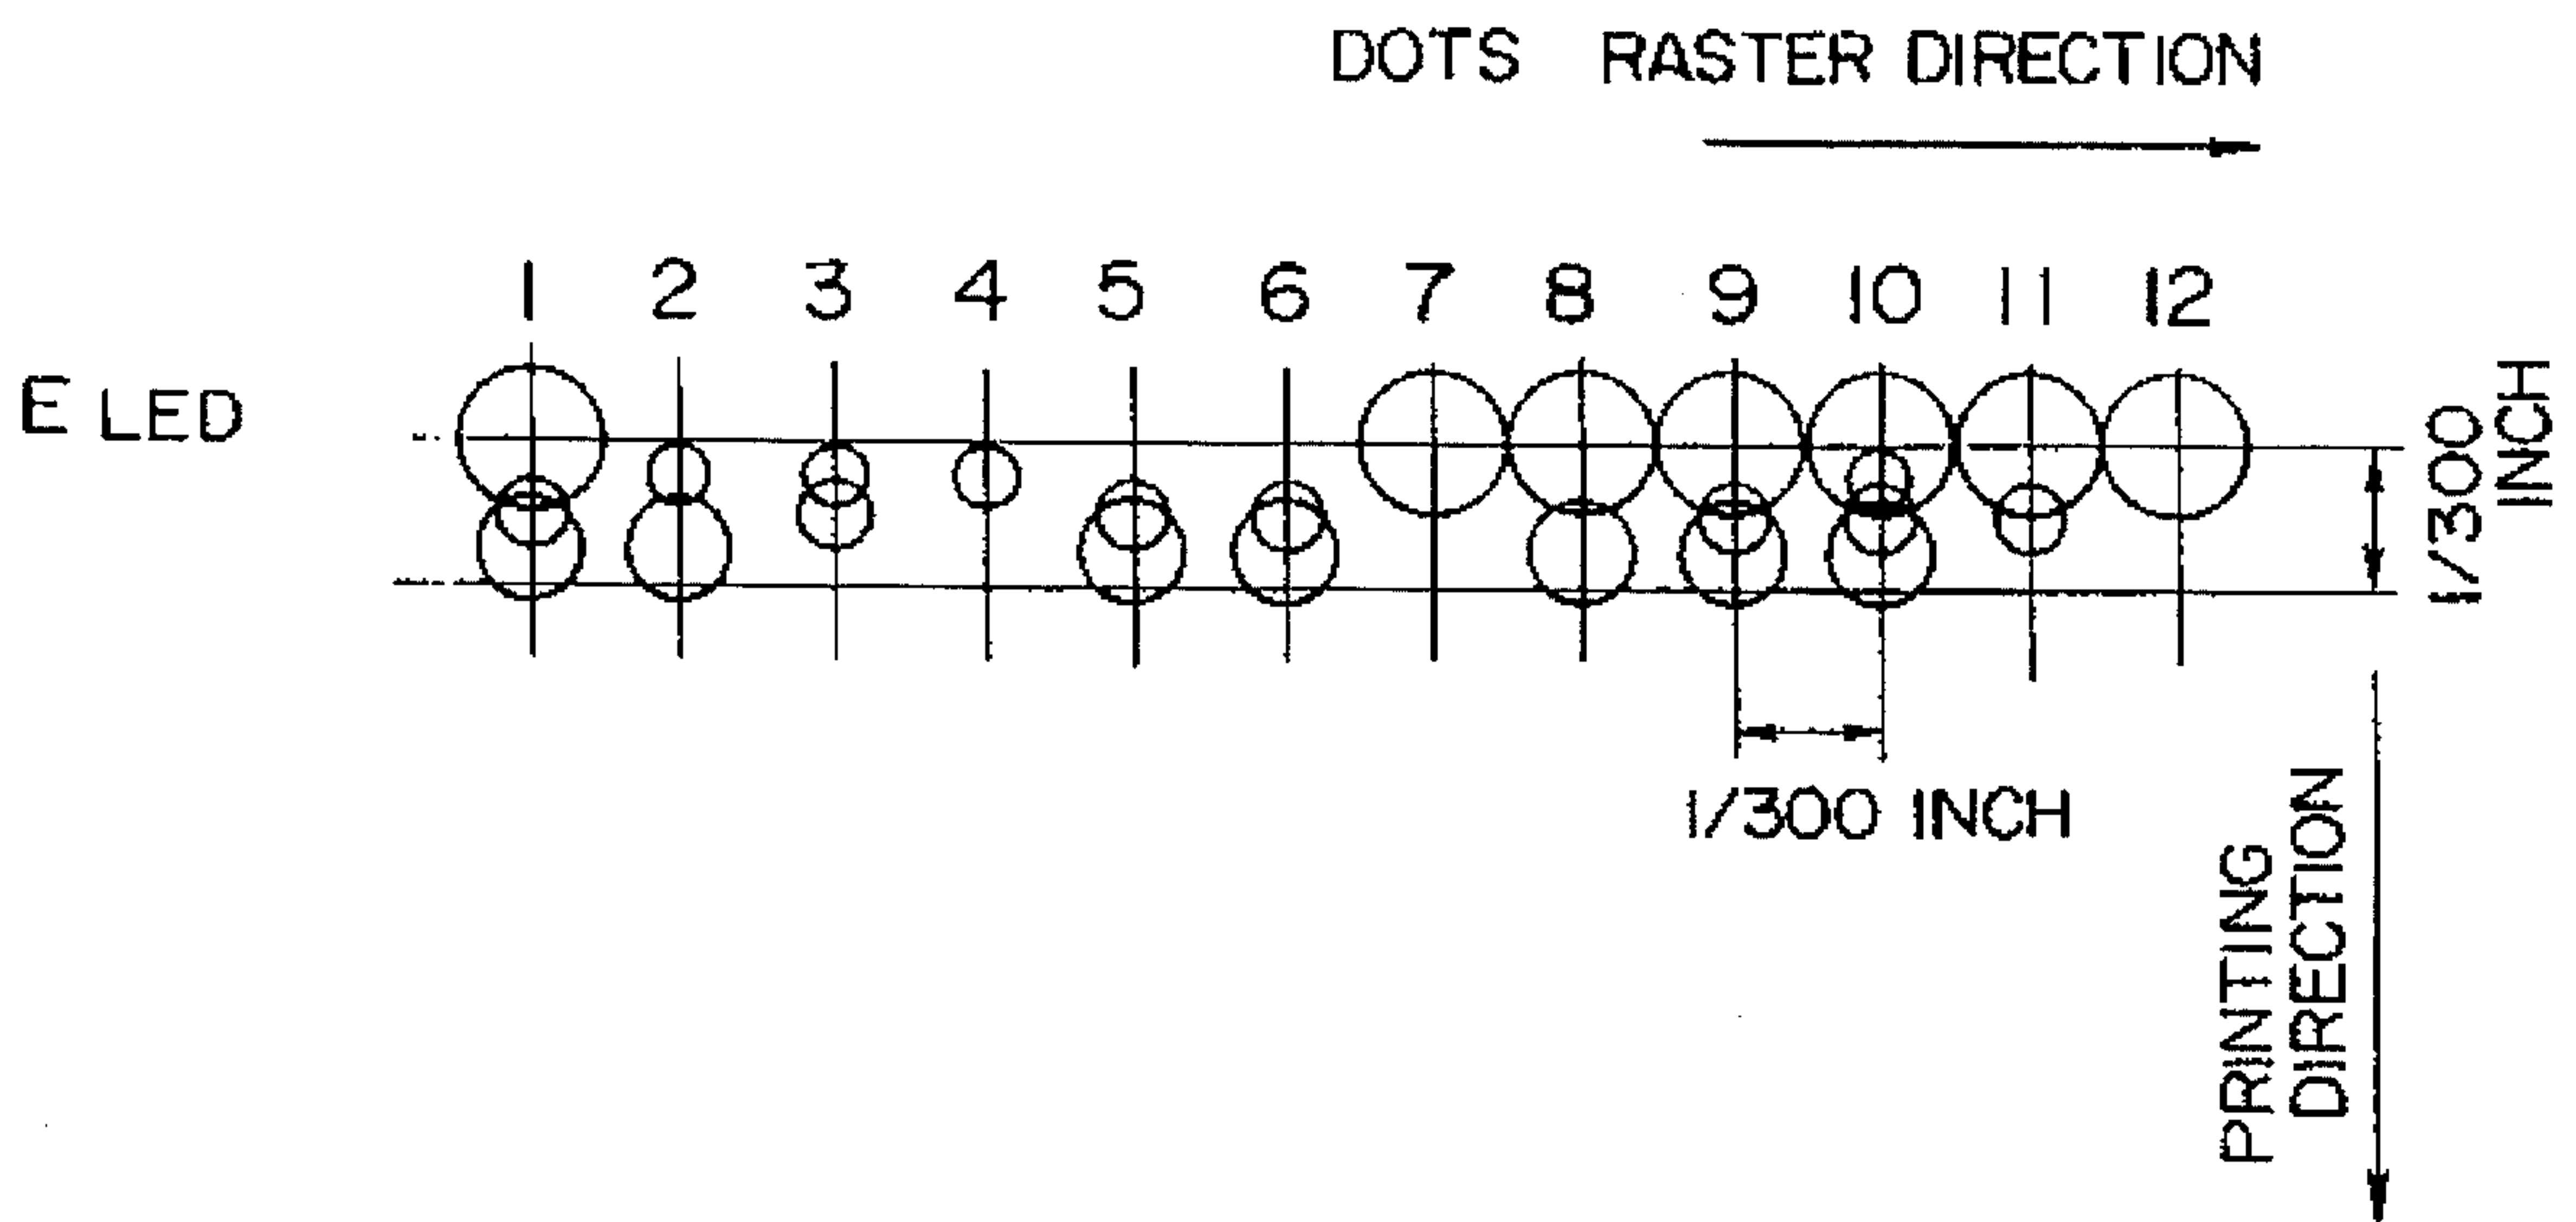 DOTS RASTER DIRECTION
1 2 3 4 5 6 7 8 9 10 11 12
E LED
1/300
INCH
1/300 INCH
PRINTING
DIRECTION